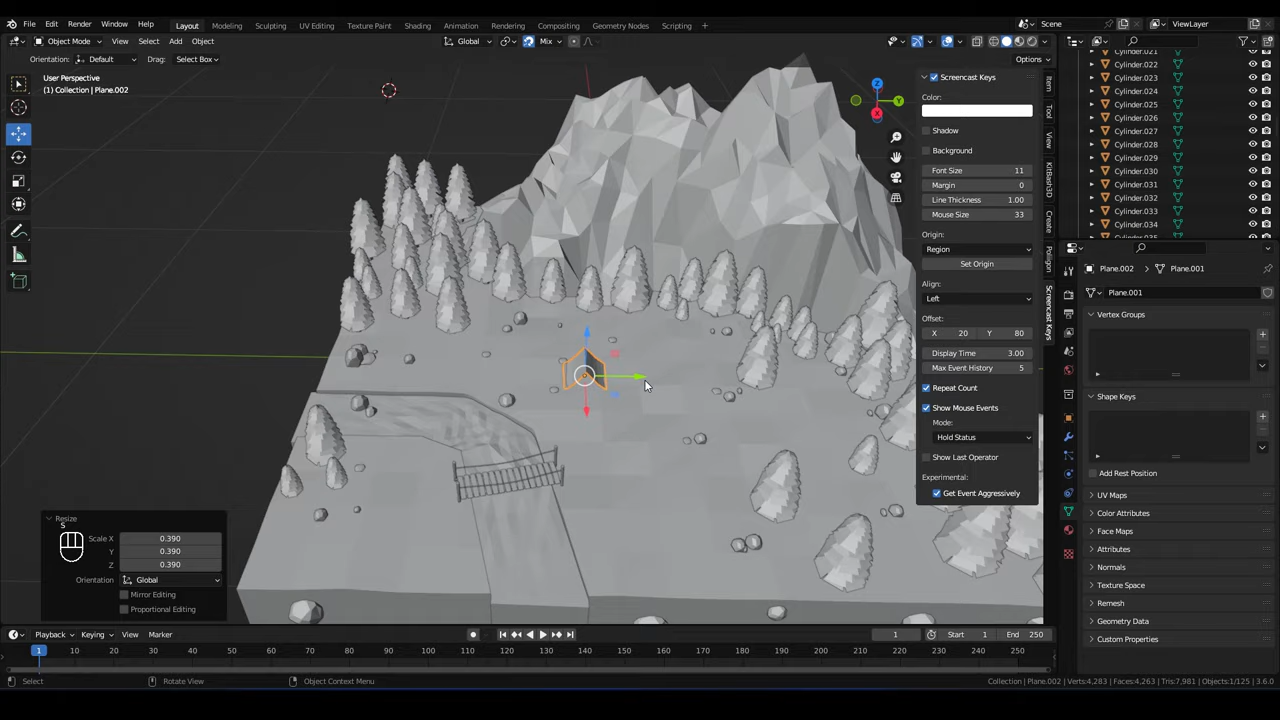 File Edit Render Window Help Layout Modeling Sculpting UV Editing Texture Paint Shading Animation Rendering Compositing Geometry Nodes Scripting + Scene ViewLayer
Object Mode View Select Add Object Global Mix
Orientation: Default Drag: Select Box Options
User Perspective
(1) Collection | Plane.002
Z
Y
X
Screencast Keys
Color:
Shadow
Background
Font Size 11
Margin 0
Line Thickness 1.00
Mouse Size 33
Origin:
Region
Set Origin
Align:
Left
Offset:
X 20 Y 80
Display Time 3.00
Max Event History 5
Repeat Count
Show Mouse Events
Mode:
Hold Status
Show Last Operator
Experimental:
Get Event Aggressively
Item
Tool
View
KitBash3D
Create
Screencast Keys
Cylinder.021
Cylinder.022
Cylinder.023
Cylinder.024
Cylinder.025
Cylinder.026
Cylinder.027
Cylinder.028
Cylinder.029
Cylinder.030
Cylinder.031
Cylinder.032
Cylinder.033
Cylinder.034
Cylinder.035
Plane.002 Plane.001
Plane.001
Vertex Groups
Shape Keys
Add Rest Position
UV Maps
Color Attributes
Face Maps
Attributes
Normals
Texture Space
Remesh
Geometry Data
Custom Properties
Resize
S
Scale X 0.390
Y 0.390
Z 0.390
Orientation Global
Mirror Editing
Proportional Editing
Playback Keying View Marker 1 Start 1 End 250
1 10 20 30 40 50 60 70 80 90 100 110 120 130 140 150 160 170 180 190 200 210 220 230 240 250
Select Rotate View Object Context Menu Collection | Plane.002 | Verts:4,283 | Faces:4,263 | Tris:7,981 | Objects:1/125 | 3.6.0